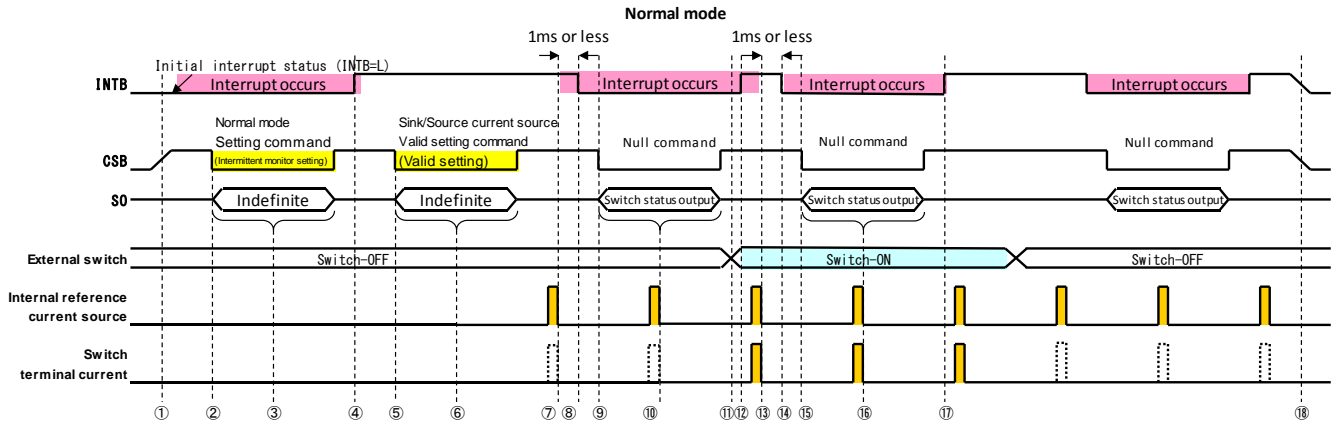 Normal mode
1ms or less
1ms or less
Initial interrupt status (INTB=L)
INTB
Interrupt occurs
Interrupt occurs
Interrupt occurs
Interrupt occurs
Normal mode
Setting command
(Intermittent monitor setting)
Sink/Source current source
Valid setting command
(Valid setting)
Null command
Null command
Null command
CSB
SO
Indefinite
Indefinite
Switch status output
Switch status output
Switch status output
External switch
Switch-OFF
Switch-ON
Switch-OFF
Internal reference
current source
Switch
terminal current
① ② ③ ④ ⑤ ⑥ ⑦ ⑧ ⑨ ⑩ ⑪ ⑫ ⑬ ⑭ ⑮ ⑯ ⑰ ⑱